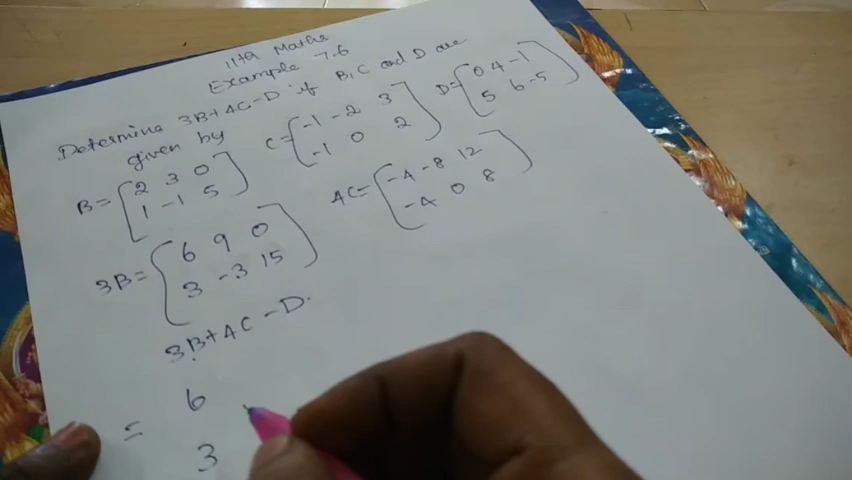 11th Maths
Example 7.6
Determine 3B+4C-D if B, C and D are
given by
B= [2 3 0
1 -1 5]
C= [-1 -2 3
-1 0 2]
D= [0 4 -1
5 6 -5]
3B= [6 9 0
3 -3 15]
4C= [-4 -8 12
-4 0 8]
3B+4C-D.
= 6
3